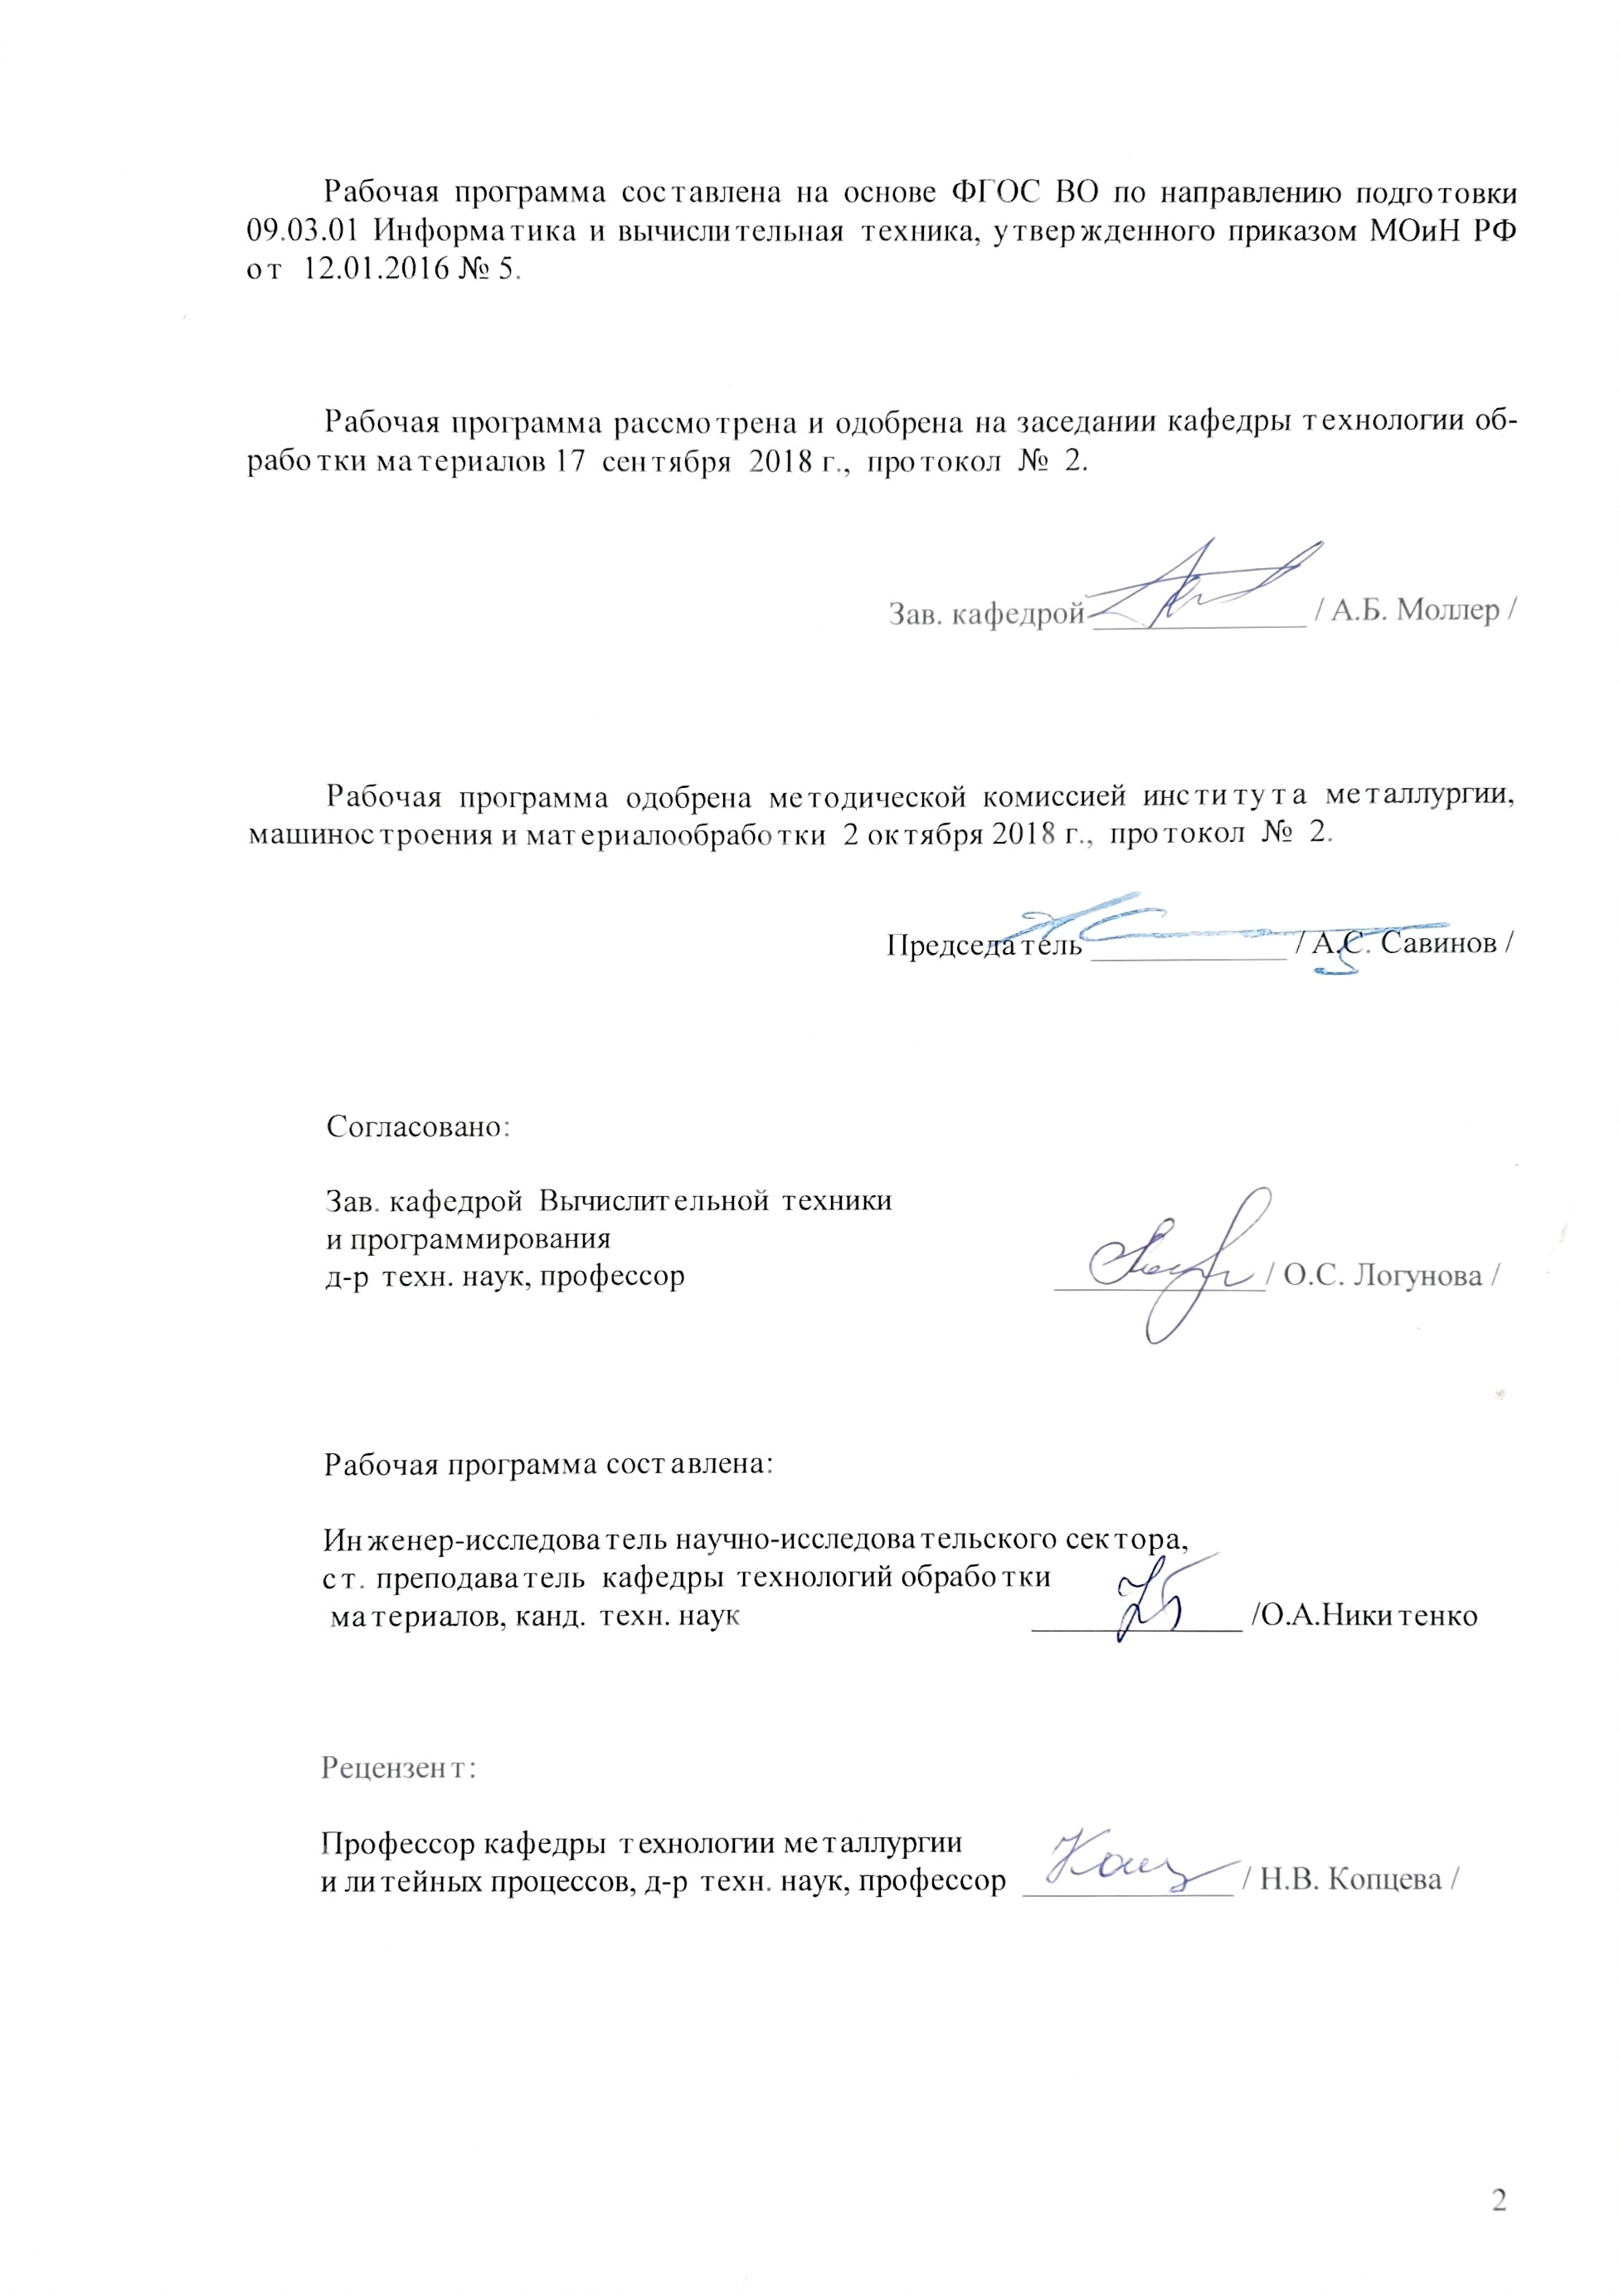 Рабочая программа составлена на основе ФГОС ВО по направлению подготовки
09.03.01 Информатика и вычислительная техника, утвержденного приказом МОиН РФ
от 12.01.2016 № 5.
Рабочая программа рассмотрена и одобрена на заседании кафедры технологии об-
работки материалов 17 сентября 2018 г., протокол № 2.
Зав. кафедрой ______________ / А.Б. Моллер /
Рабочая программа одобрена методической комиссией института металлургии,
машиностроения и материалообработки 2 октября 2018 г., протокол № 2.
Председатель _____________ / А.С. Савинов /
Согласовано:
Зав. кафедрой Вычислительной техники
и программирования
д-р техн. наук, профессор ______________/ О.С. Логунова /
Рабочая программа составлена:
Инженер-исследователь научно-исследовательского сектора,
ст. преподаватель кафедры технологий обработки
материалов, канд. техн. наук ______________ /О.А.Никитенко
Рецензент:
Профессор кафедры технологии металлургии
и литейных процессов, д-р техн. наук, профессор ______________ / Н.В. Копцева /
2